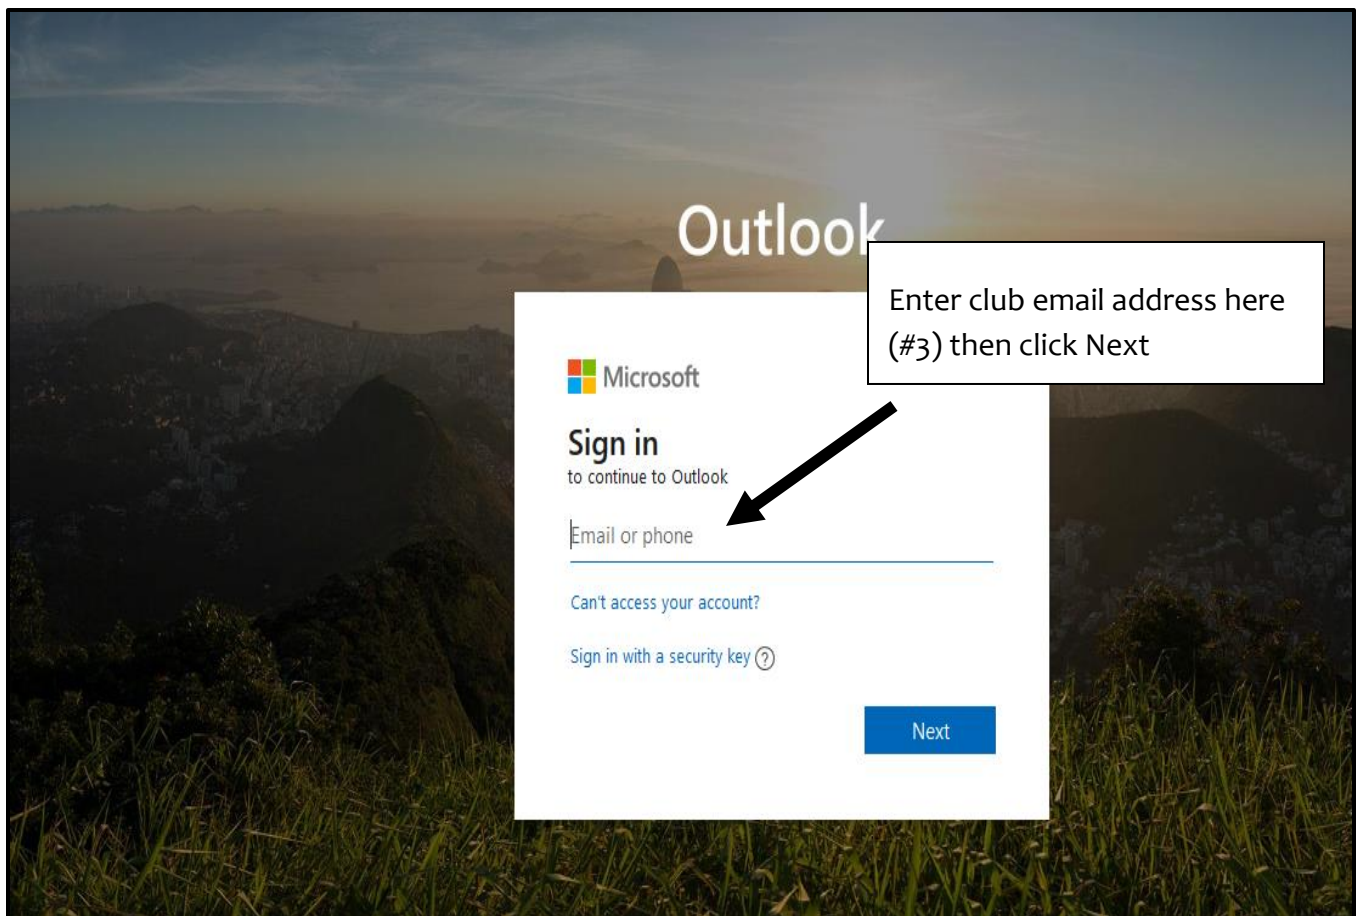 Outlook
Enter club email address here
(#3) then click Next
Microsoft
Sign in
to continue to Outlook
Email or phone
Can't access your account?
Sign in with a security key
Next